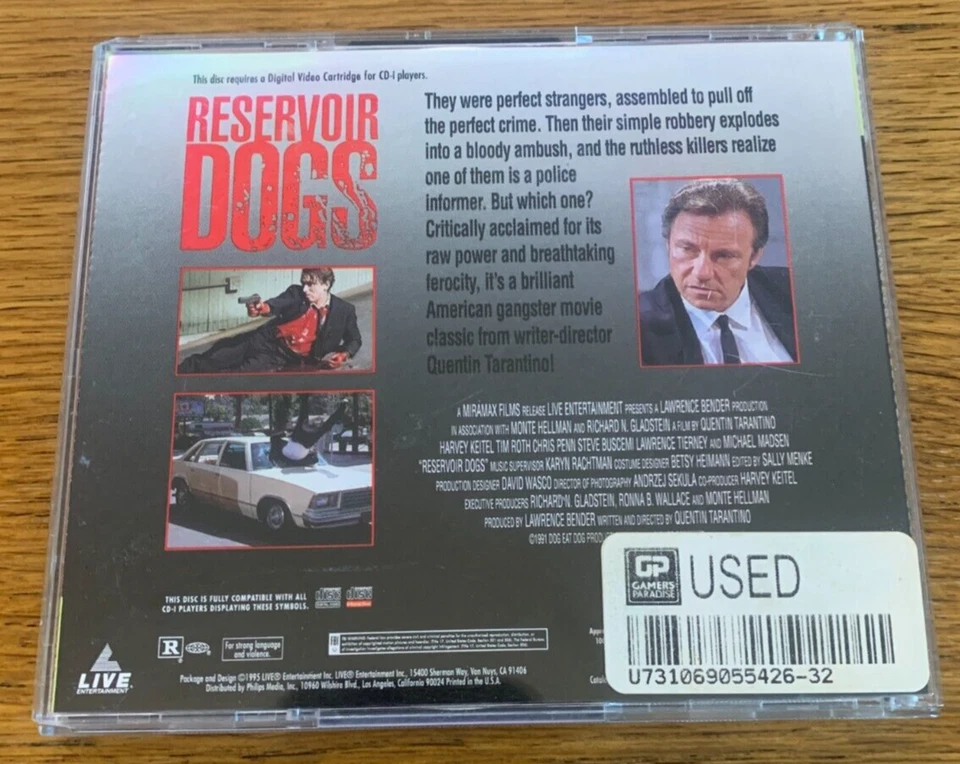 This disc requires a Digital Video Cartridge for CD-i players.
RESERVOIR
DOGS
They were perfect strangers, assembled to pull off
the perfect crime. Then their simple robbery explodes
into a bloody ambush, and the ruthless killers realize
one of them is a police
informer. But which one?
Critically acclaimed for its
raw power and breathtaking
ferocity, it's a brilliant
American gangster movie
classic from writer-director
Quentin Tarantino!
A MIRAMAX FILMS RELEASE LIVE ENTERTAINMENT PRESENTS A LAWRENCE BENDER PRODUCTION
IN ASSOCIATION WITH MONTE HELLMAN AND RICHARD N. GLADSTEIN A FILM BY QUENTIN TARANTINO
HARVEY KEITEL TIM ROTH CHRIS PENN STEVE BUSCEMI LAWRENCE TIERNEY AND MICHAEL MADSEN
"RESERVOIR DOGS" MUSIC SUPERVISOR KARYN RACHTMAN COSTUME DESIGNER BETSY HEIMANN EDITED BY SALLY MENKE
PRODUCTION DESIGNER DAVID WASCO DIRECTOR OF PHOTOGRAPHY ANDRZEJ SEKULA CO-PRODUCER HARVEY KEITEL
EXECUTIVE PRODUCERS RICHARD N. GLADSTEIN, RONNA B. WALLACE AND MONTE HELLMAN
PRODUCED BY LAWRENCE BENDER WRITTEN AND DIRECTED BY QUENTIN TARANTINO
©1991 DOG EAT DOG PROD
GP
GAMERS
PARADISE
USED
U731069055426-32
THIS DISC IS FULLY COMPATIBLE WITH ALL
CD-I PLAYERS DISPLAYING THESE SYMBOLS.
R
For strong language
and violence.
LIVE
ENTERTAINMENT
Package and Design ©1995 LIVE® Entertainment Inc. LIVE® Entertainment Inc., 15400 Sherman Way, Van Nuys, CA 91406
Distributed by Philips Media, Inc., 10960 Wilshire Blvd., Los Angeles, California 90024 Printed in the U.S.A.